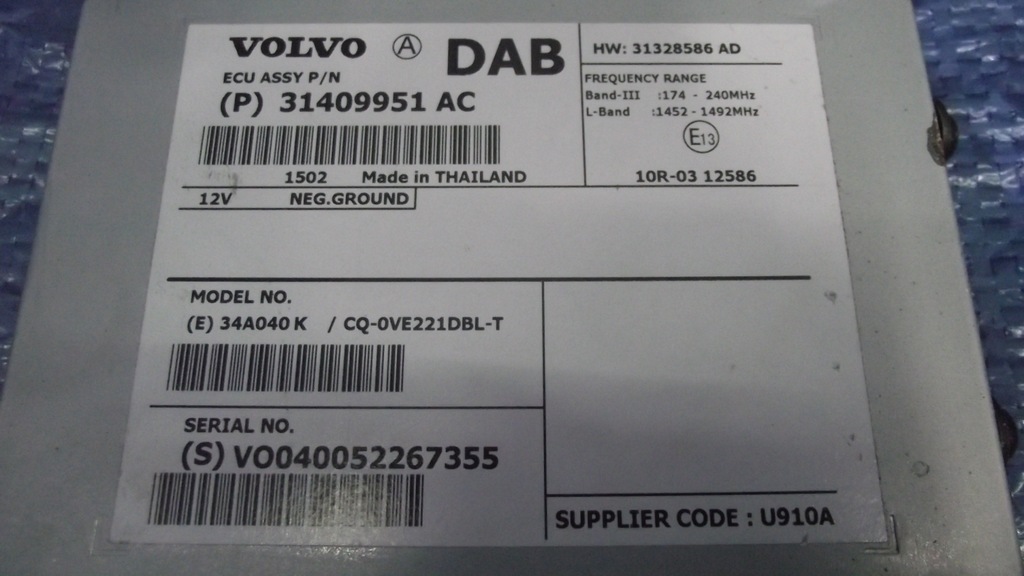 VOLVO Ⓐ DAB
ECU ASSY P/N
(P) 31409951 AC
1502 Made in THAILAND
HW: 31328586 AD
FREQUENCY RANGE
Band-III :174 - 240MHz
L-Band :1452 - 1492MHz
E13
10R-03 12586
12V NEG.GROUND
MODEL NO.
(E) 34A040 K / CQ-0VE221DBL-T
SERIAL NO.
(S) VO040052267355
SUPPLIER CODE : U910A